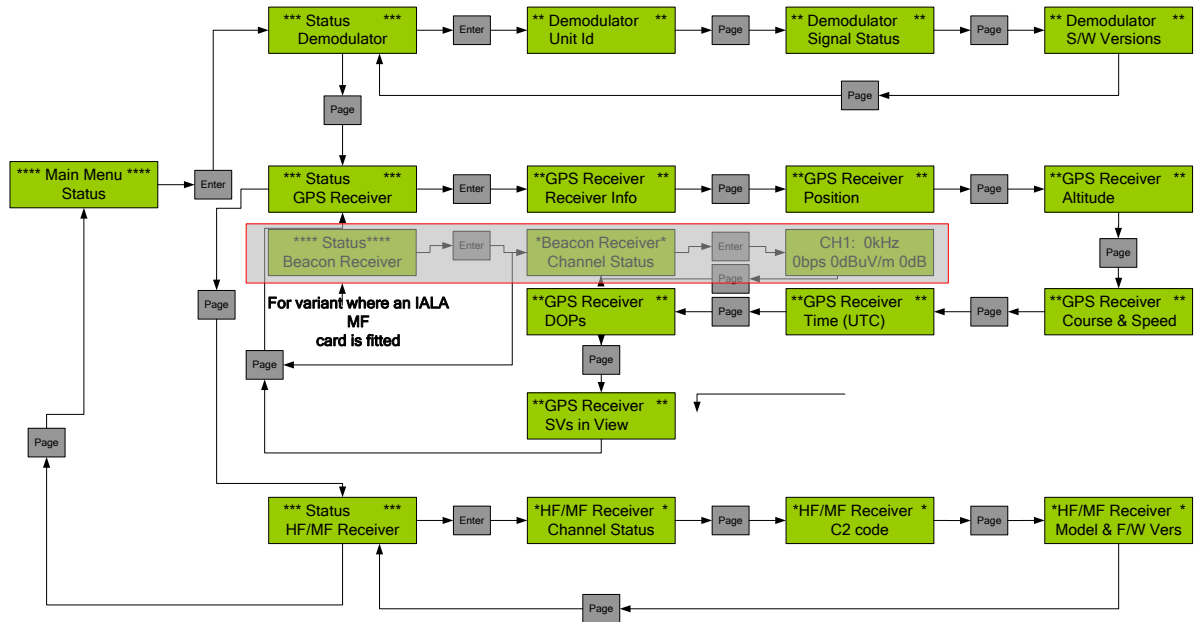 *** Status ***
Demodulator
Enter
** Demodulator
Unit Id
Page
** Demodulator **
Signal Status
Page
** Demodulator **
S/W Versions
Page
Page
**** Main Menu ****
Status
Enter
*** Status ***
GPS Receiver
Enter
**GPS Receiver **
Receiver Info
Page
**GPS Receiver **
Position
Page
**GPS Receiver **
Altitude
Page
**** Status****
Beacon Receiver
Enter
*Beacon Receiver*
Channel Status
Enter
CH1: 0kHz
0bps 0dBuV/m 0dB
Page
Page
For variant where an IALA
MF
card is fitted
**GPS Receiver **
DOPs
Page
**GPS Receiver **
Time (UTC)
Page
**GPS Receiver **
Course & Speed
Page
Page
**GPS Receiver **
SVs in View
Page
*** Status ***
HF/MF Receiver
Enter
*HF/MF Receiver *
Channel Status
Page
*HF/MF Receiver *
C2 code
Page
*HF/MF Receiver *
Model & F/W Vers
Page